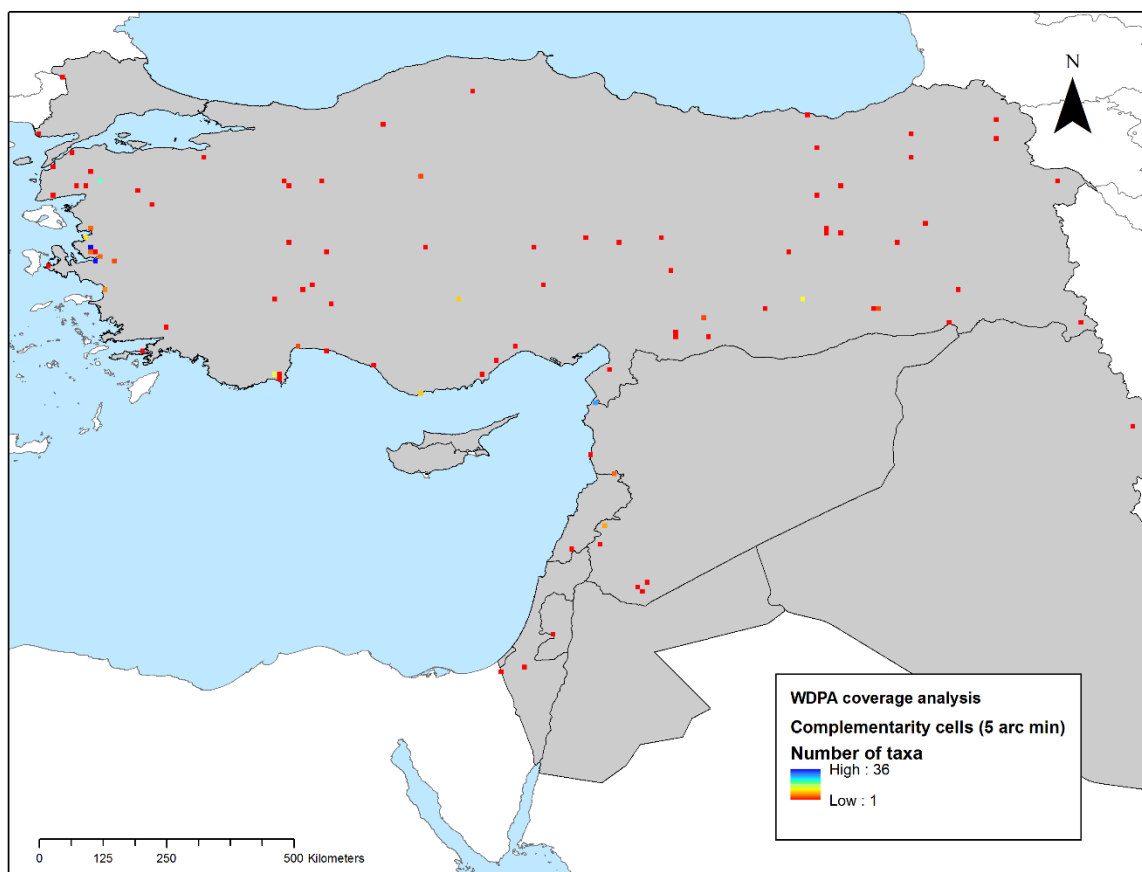 N
WDPA coverage analysis
Complementarity cells (5 arc min)
Number of taxa
High : 36
Low : 1
0 125 250 500 Kilometers